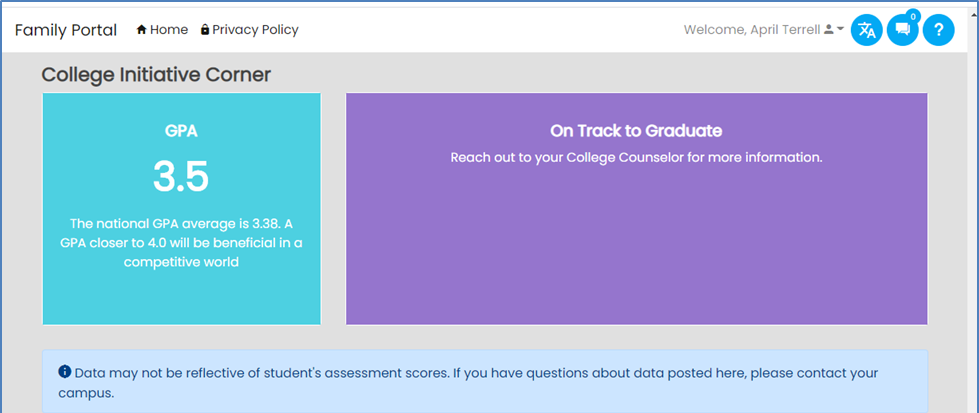 Family Portal Home Privacy Policy Welcome, April Terrell 0 ?
College Initiative Corner
GPA
3.5
The national GPA average is 3.38. A
GPA closer to 4.0 will be beneficial in a
competitive world
On Track to Graduate
Reach out to your College Counselor for more information.
Data may not be reflective of student's assessment scores. If you have questions about data posted here, please contact your
campus.